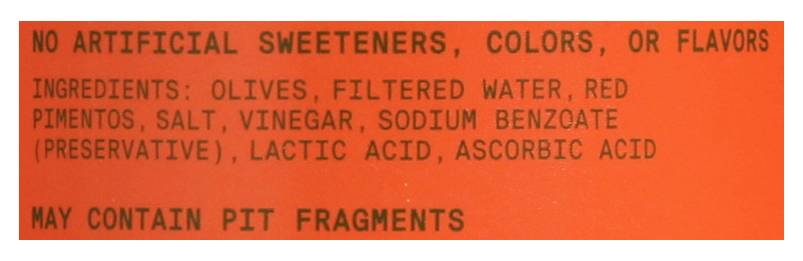 NO ARTIFICIAL SWEETENERS, COLORS, OR FLAVORS
INGREDIENTS: OLIVES, FILTERED WATER, RED
PIMENTOS, SALT, VINEGAR, SODIUM BENZOATE
(PRESERVATIVE), LACTIC ACID, ASCORBIC ACID
MAY CONTAIN PIT FRAGMENTS